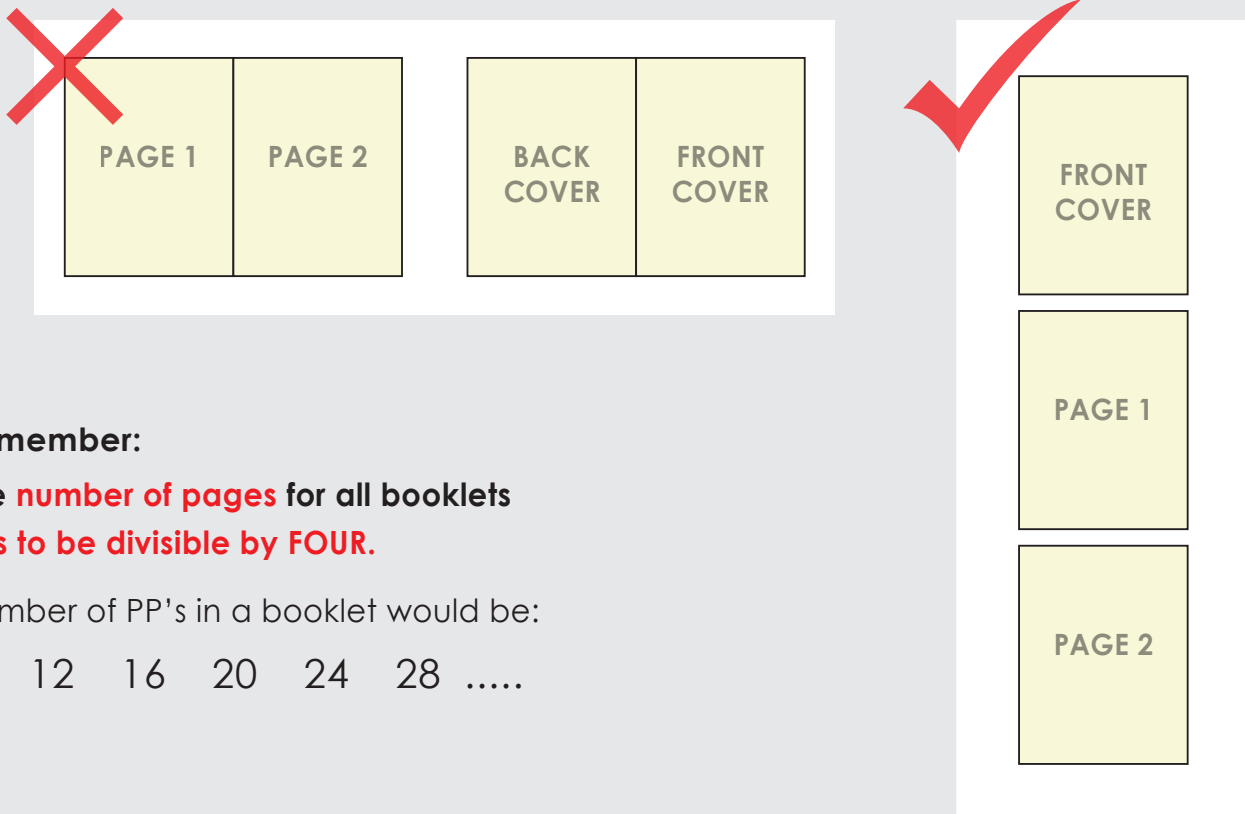 PAGE 1 PAGE 2
BACK COVER
FRONT COVER
member:
number of pages for all booklets
s to be divisible by FOUR.
mber of PP's in a booklet would be:
12 16 20 24 28 .....
FRONT
COVER
PAGE 1
PAGE 2